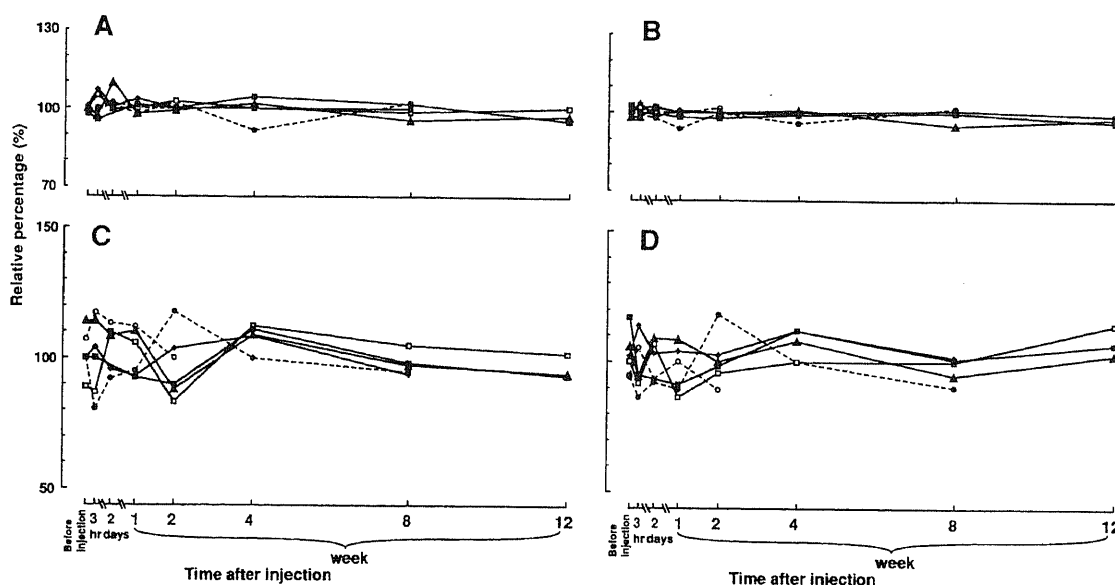 A
B
130
100
70
Relative percentage (%)
C
D
150
100
50
Before Injection 3 hr 2 days 1 2 4 8 12
week
Time after injection
Before Injection 3 hr 2 days 1 2 4 8 12
week
Time after injection